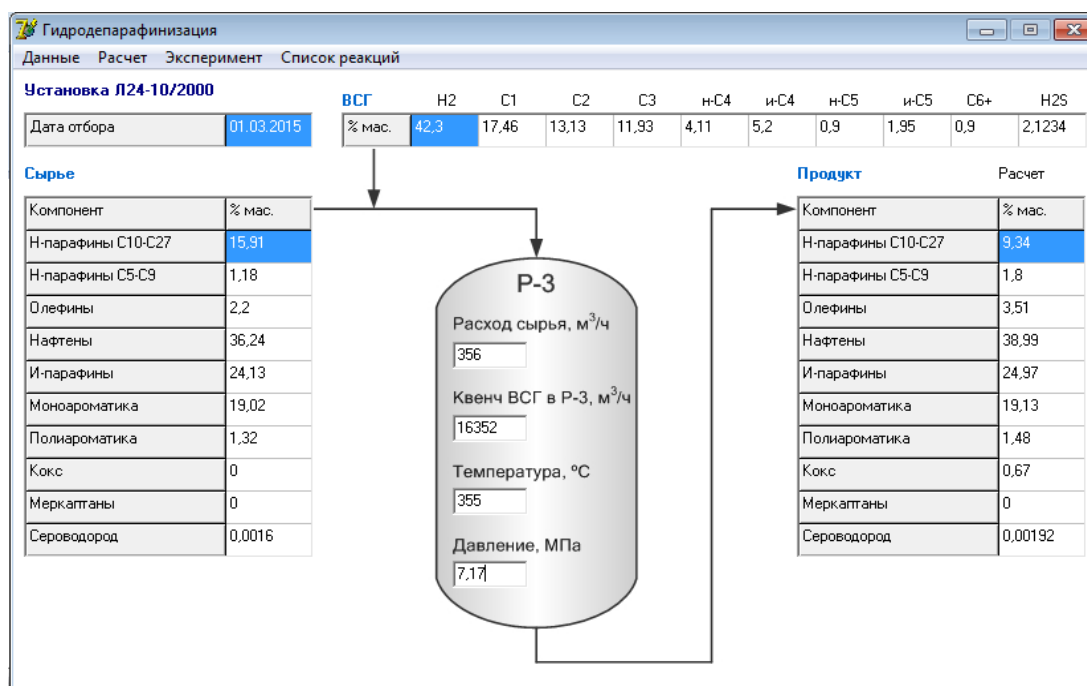 Гидродепарафинизация
Данные Расчет Эксперимент Список реакций
Установка Л24-10/2000
ВСГ H2 C1 C2 C3 н-C4 и-C4 н-C5 и-C5 C6+ H2S
Дата отбора 01.03.2015 % мас. 42,3 17,46 13,13 11,93 4,11 5,2 0,9 1,95 0,9 2,1234
Сырье
Компонент % мас.
Н-парафины C10-C27 15,91
Н-парафины C5-C9 1,18
Олефины 2,2
Нафтены 36,24
И-парафины 24,13
Моноароматика 19,02
Полиароматика 1,32
Кокс 0
Меркаптаны 0
Сероводород 0,0016
Р-3
Расход сырья, м³/ч
356
Квенч ВСГ в Р-3, м³/ч
16352
Температура, ºС
355
Давление, МПа
7,17
Продукт Расчет
Компонент % мас.
Н-парафины C10-C27 9,34
Н-парафины C5-C9 1,8
Олефины 3,51
Нафтены 38,99
И-парафины 24,97
Моноароматика 19,13
Полиароматика 1,48
Кокс 0,67
Меркаптаны 0
Сероводород 0,00192